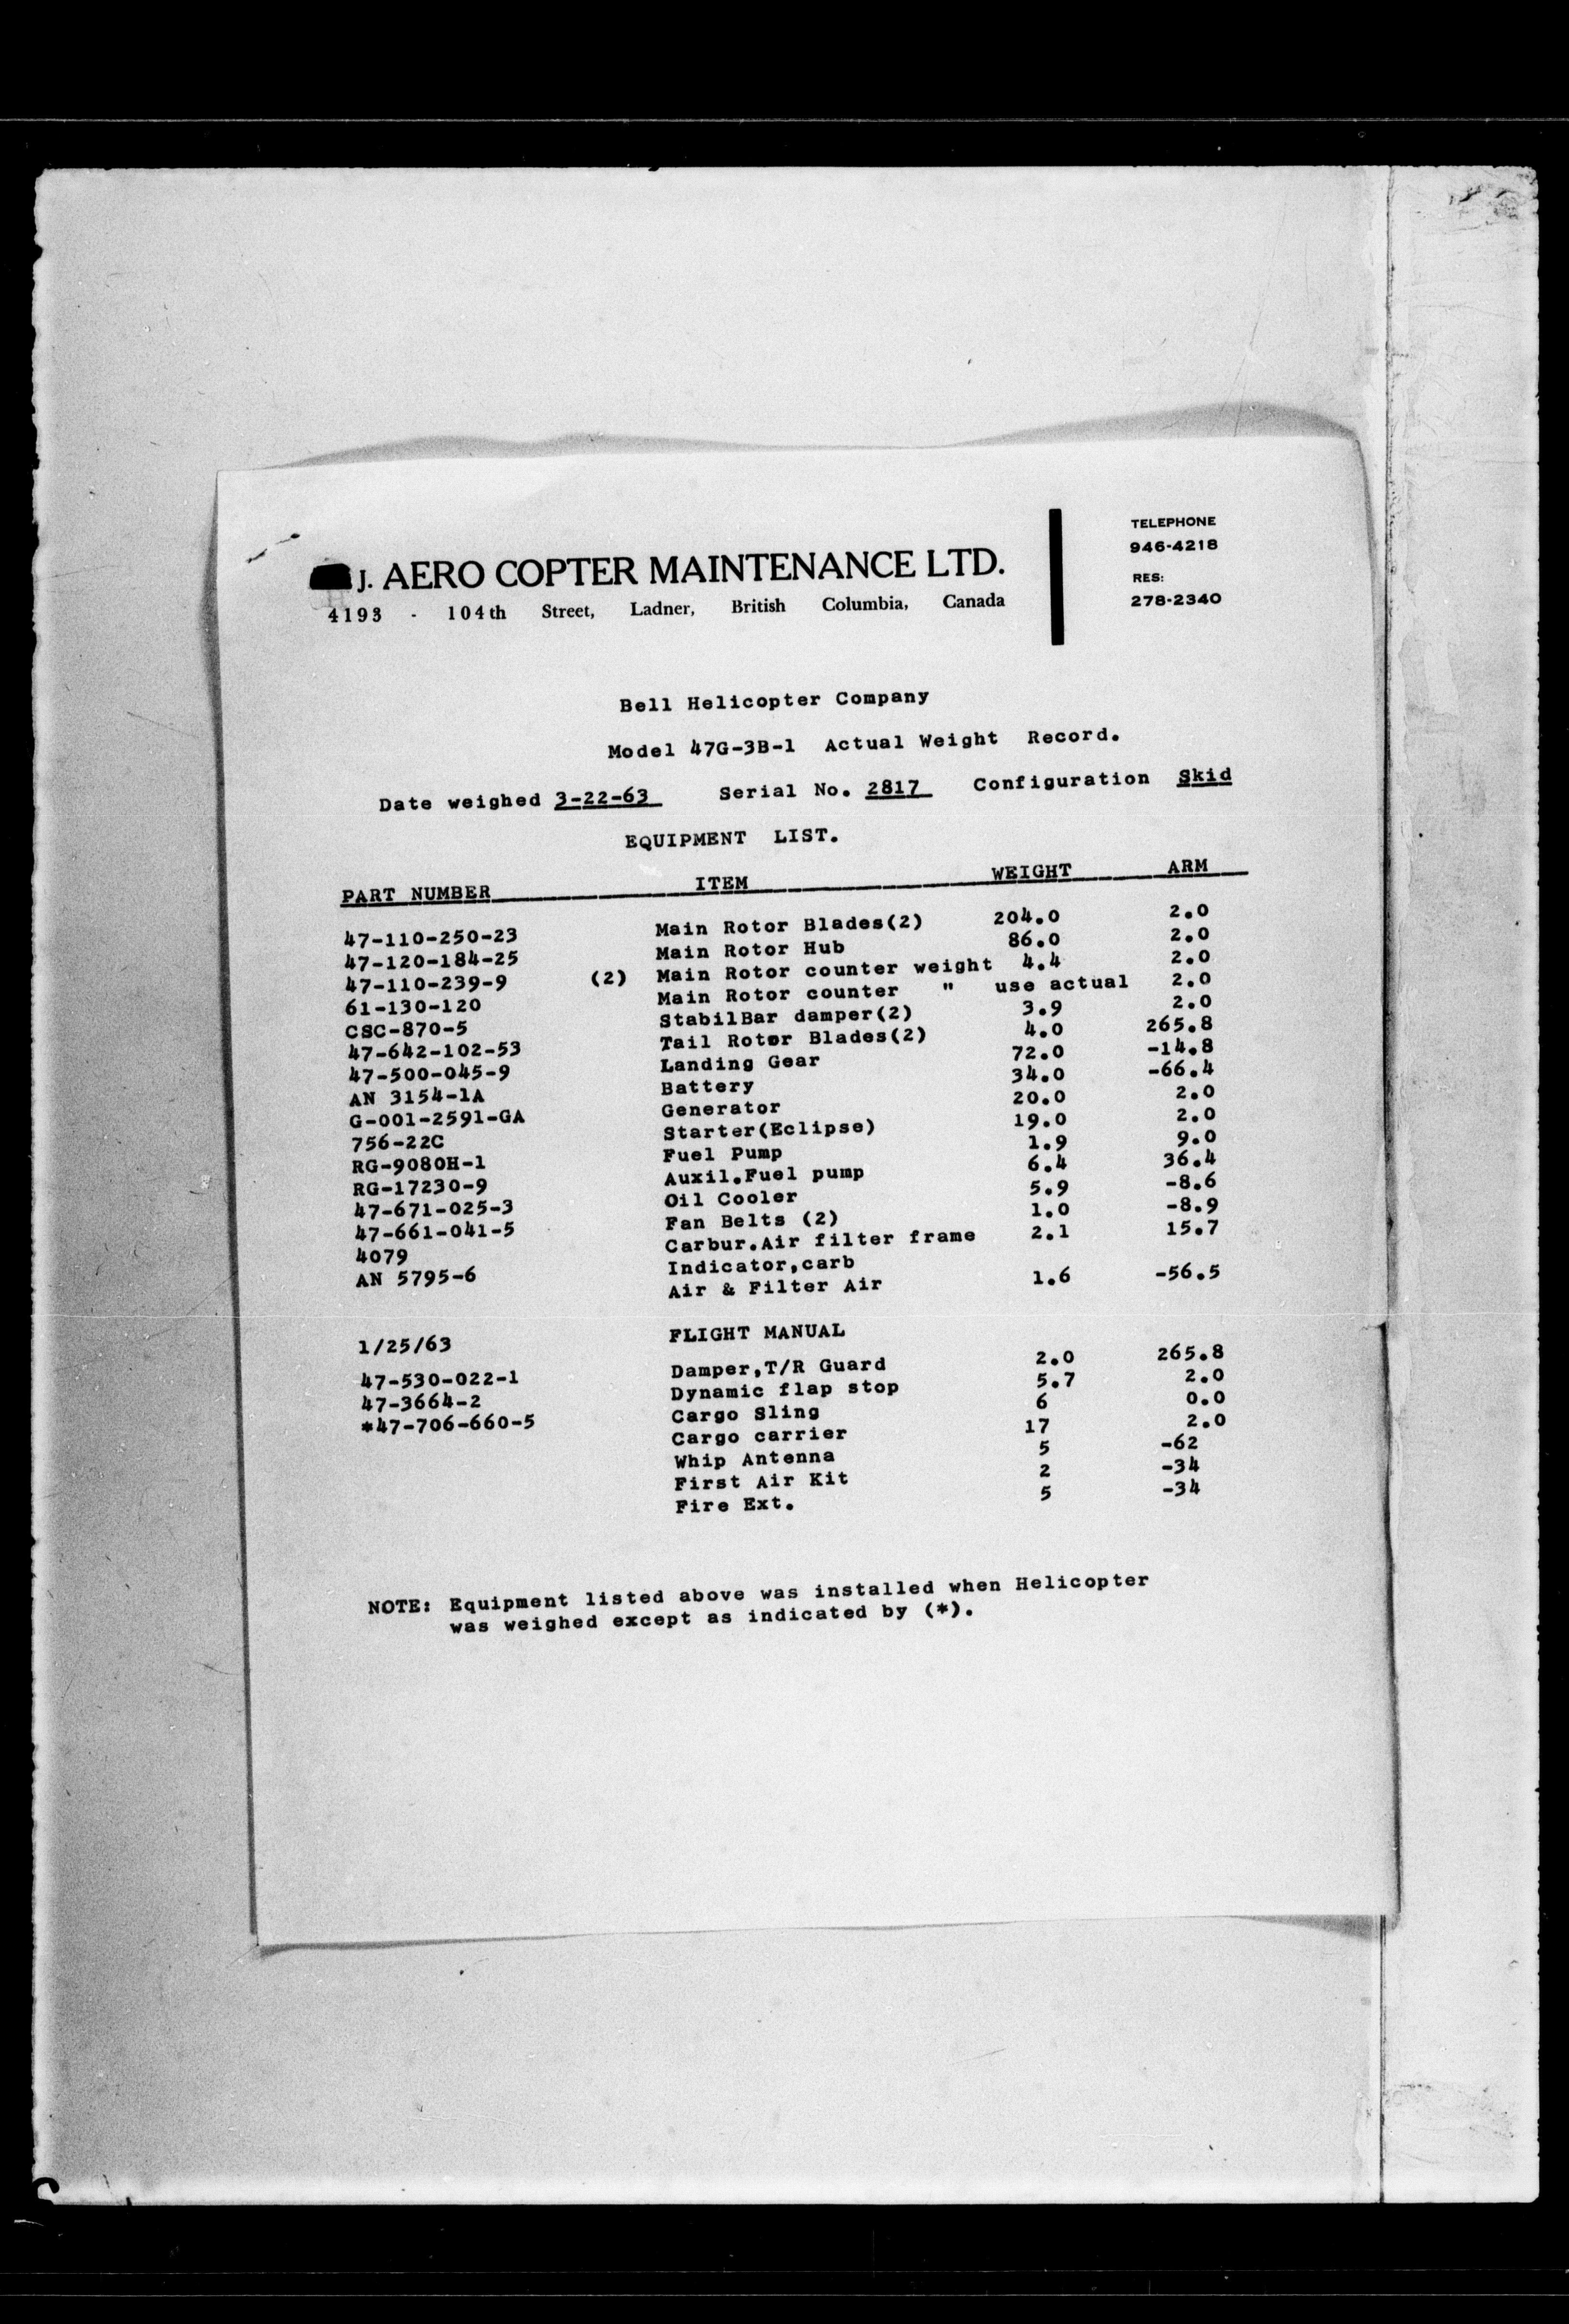 J. AERO COPTER MAINTENANCE LTD.
4193 - 104th Street, Ladner, British Columbia, Canada
TELEPHONE
946-4218
RES:
278-2340
Bell Helicopter Company
Model 47G-3B-1 Actual Weight Record.
Date weighed 3-22-63 Serial No. 2817 Configuration Skid
EQUIPMENT LIST.
PART NUMBER ITEM WEIGHT ARM
47-110-250-23 Main Rotor Blades(2) 204.0 2.0
47-120-184-25 Main Rotor Hub 86.0 2.0
47-110-239-9 (2) Main Rotor counter weight 4.4 2.0
61-130-120 Main Rotor counter " use actual 2.0
CSC-870-5 StabilBar damper(2) 3.9 2.0
47-642-102-53 Tail Rotor Blades(2) 4.0 265.8
47-500-045-9 Landing Gear 72.0 -14.8
AN 3154-1A Battery 34.0 -66.4
G-001-2591-GA Generator 20.0 2.0
756-22C Starter(Eclipse) 19.0 2.0
RG-9080H-1 Fuel Pump 1.9 9.0
RG-17230-9 Auxil.Fuel pump 6.4 36.4
47-671-025-3 Oil Cooler 5.9 -8.6
47-661-041-5 Fan Belts (2) 1.0 -8.9
4079 Carbur.Air filter frame 2.1 15.7
AN 5795-6 Indicator,carb
Air & Filter Air 1.6 -56.5
1/25/63 FLIGHT MANUAL
47-530-022-1 Damper,T/R Guard 2.0 265.8
47-3664-2 Dynamic flap stop 5.7 2.0
*47-706-660-5 Cargo Sling 6 0.0
Cargo carrier 17 2.0
Whip Antenna 5 -62
First Air Kit 2 -34
Fire Ext. 5 -34
NOTE: Equipment listed above was installed when Helicopter
was weighed except as indicated by (*).